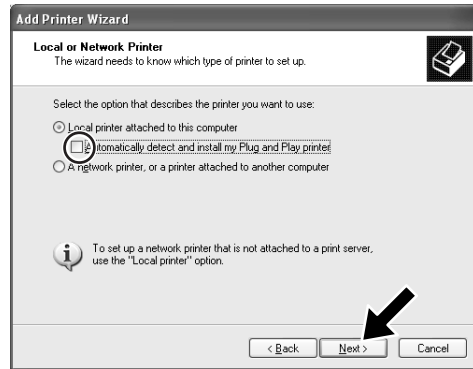 Add Printer Wizard
Local or Network Printer
The wizard needs to know which type of printer to set up.
Select the option that describes the printer you want to use:
Local printer attached to this computer
Automatically detect and install my Plug and Play printer
A network printer, or a printer attached to another computer
To set up a network printer that is not attached to a print server,
use the "Local printer" option.
< Back Next > Cancel